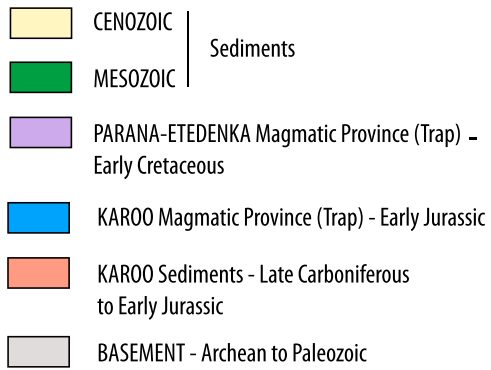 CENOZOIC
Sediments
MESOZOIC
PARANA-ETEDENKA Magmatic Province (Trap) -
Early Cretaceous
KAROO Magmatic Province (Trap) - Early Jurassic
KAROO Sediments - Late Carboniferous
to Early Jurassic
BASEMENT - Archean to Paleozoic